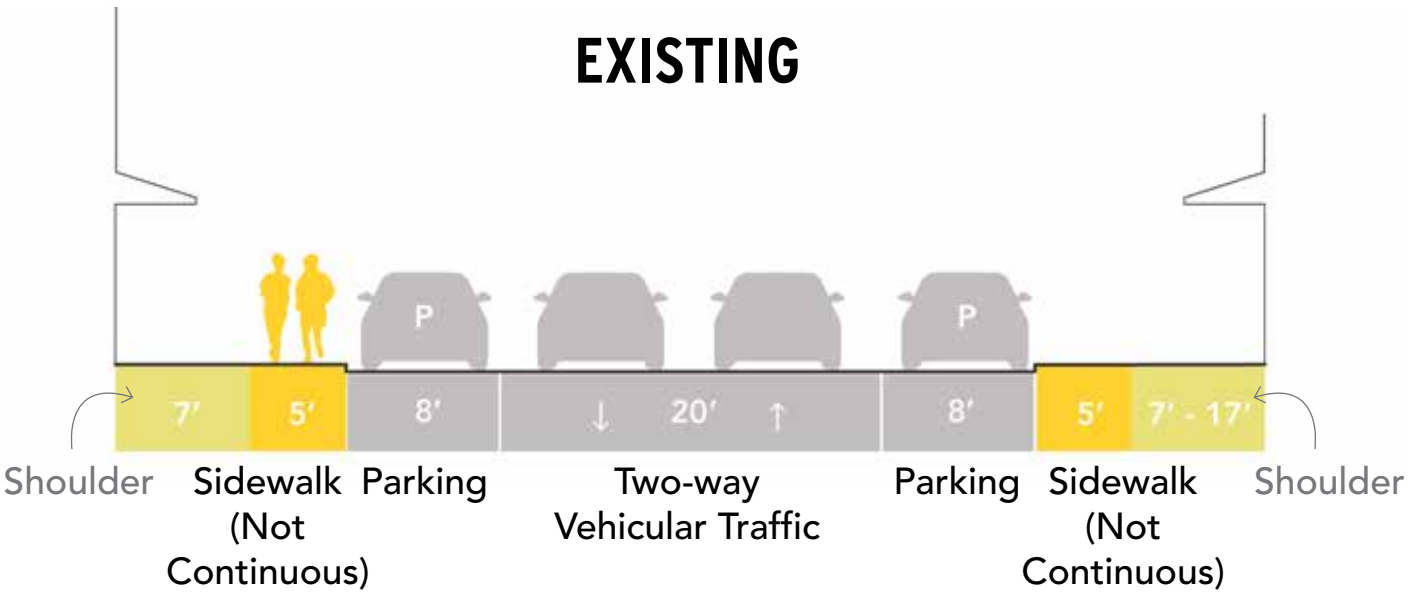 EXISTING
P
P
7'
5'
8'
↓ 20' ↑
8'
5'
7' - 17'
Shoulder
Sidewalk
(Not
Continuous)
Parking
Two-way
Vehicular Traffic
Parking
Sidewalk
(Not
Continuous)
Shoulder